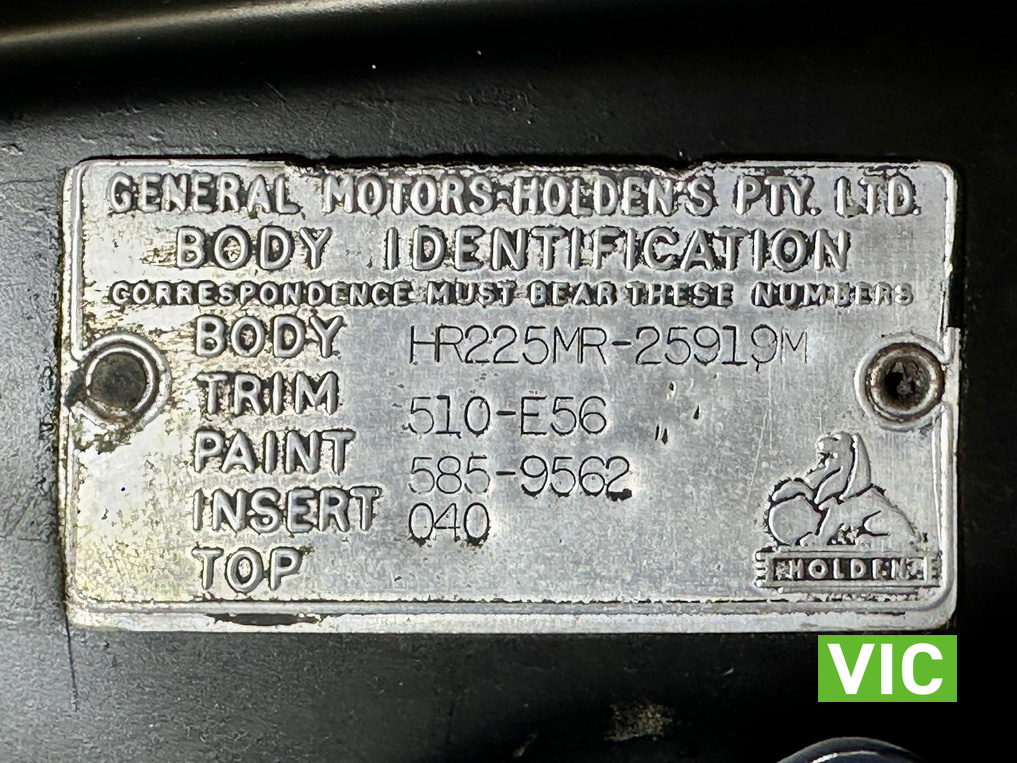 GENERAL MOTORS-HOLDEN'S PTY. LTD.
BODY IDENTIFICATION
CORRESPONDENCE MUST BEAR THESE NUMBERS
BODY HR225MR-25919M
TRIM 510-E56
PAINT 585-9562
INSERT 040
TOP
HOLDEN
VIC